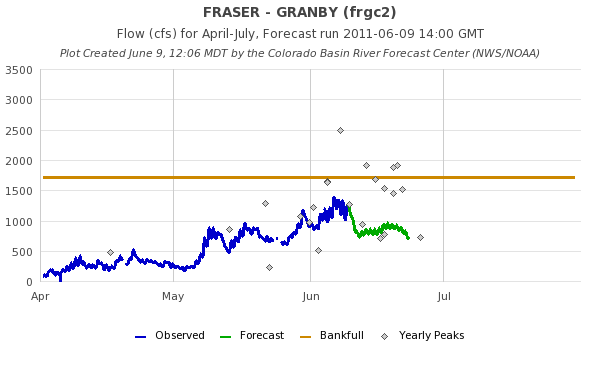 FRASER - GRANBY (frgc2)
Flow (cfs) for April-July, Forecast run 2011-06-09 14:00 GMT
Plot Created June 9, 12:06 MDT by the Colorado Basin River Forecast Center (NWS/NOAA)
3500
3000
2500
2000
1500
1000
500
0
Apr May Jun Jul
Observed Forecast Bankfull Yearly Peaks